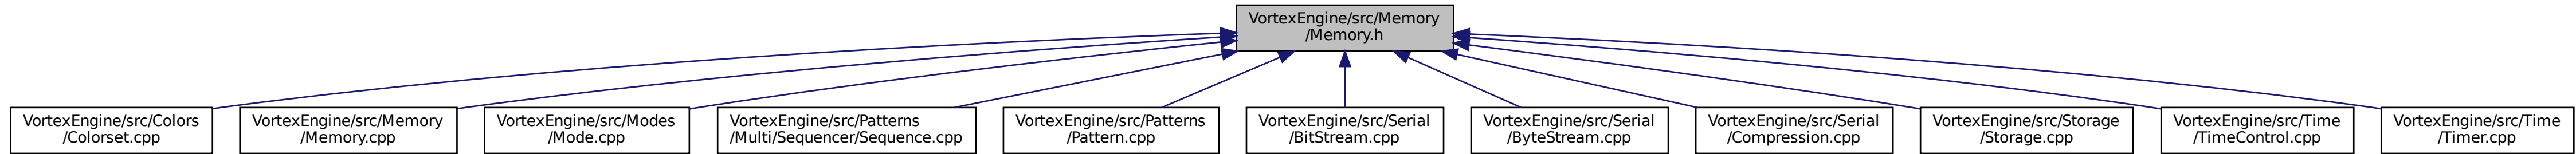 VortexEngine/src/Memory
/Memory.h
VortexEngine/src/Colors
/Colorset.cpp
VortexEngine/src/Memory
/Memory.cpp
VortexEngine/src/Modes
/Mode.cpp
VortexEngine/src/Patterns
/Multi/Sequencer/Sequence.cpp
VortexEngine/src/Patterns
/Pattern.cpp
VortexEngine/src/Serial
/BitStream.cpp
VortexEngine/src/Serial
/ByteStream.cpp
VortexEngine/src/Serial
/Compression.cpp
VortexEngine/src/Storage
/Storage.cpp
VortexEngine/src/Time
/TimeControl.cpp
VortexEngine/src/Time
/Timer.cpp